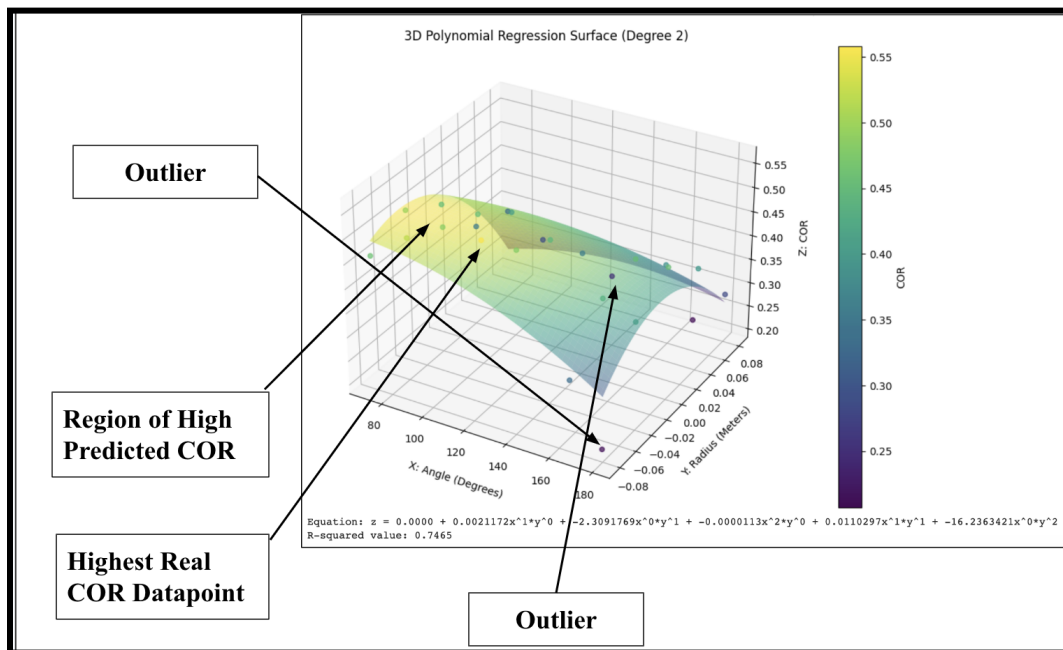 3D Polynomial Regression Surface (Degree 2)
Outlier
Region of High
Predicted COR
Highest Real
COR Datapoint
Outlier
0.55
0.50
0.45
0.40
0.35
0.30
0.25
0.20
Z: COR
80
100
120
140
160
180
X: Angle (Degrees)
0.08
0.06
0.04
0.02
0.00
−0.02
−0.04
−0.06
−0.08
Y: Radius (Meters)
0.55
0.50
0.45
0.40
0.35
0.30
0.25
COR
Equation: z = 0.0000 + 0.0021172x^1*y^0 + -2.3091769x^0*y^1 + -0.0000113x^2*y^0 + 0.0110297x^1*y^1 + -16.2363421x^0*y^2
R-squared value: 0.7465